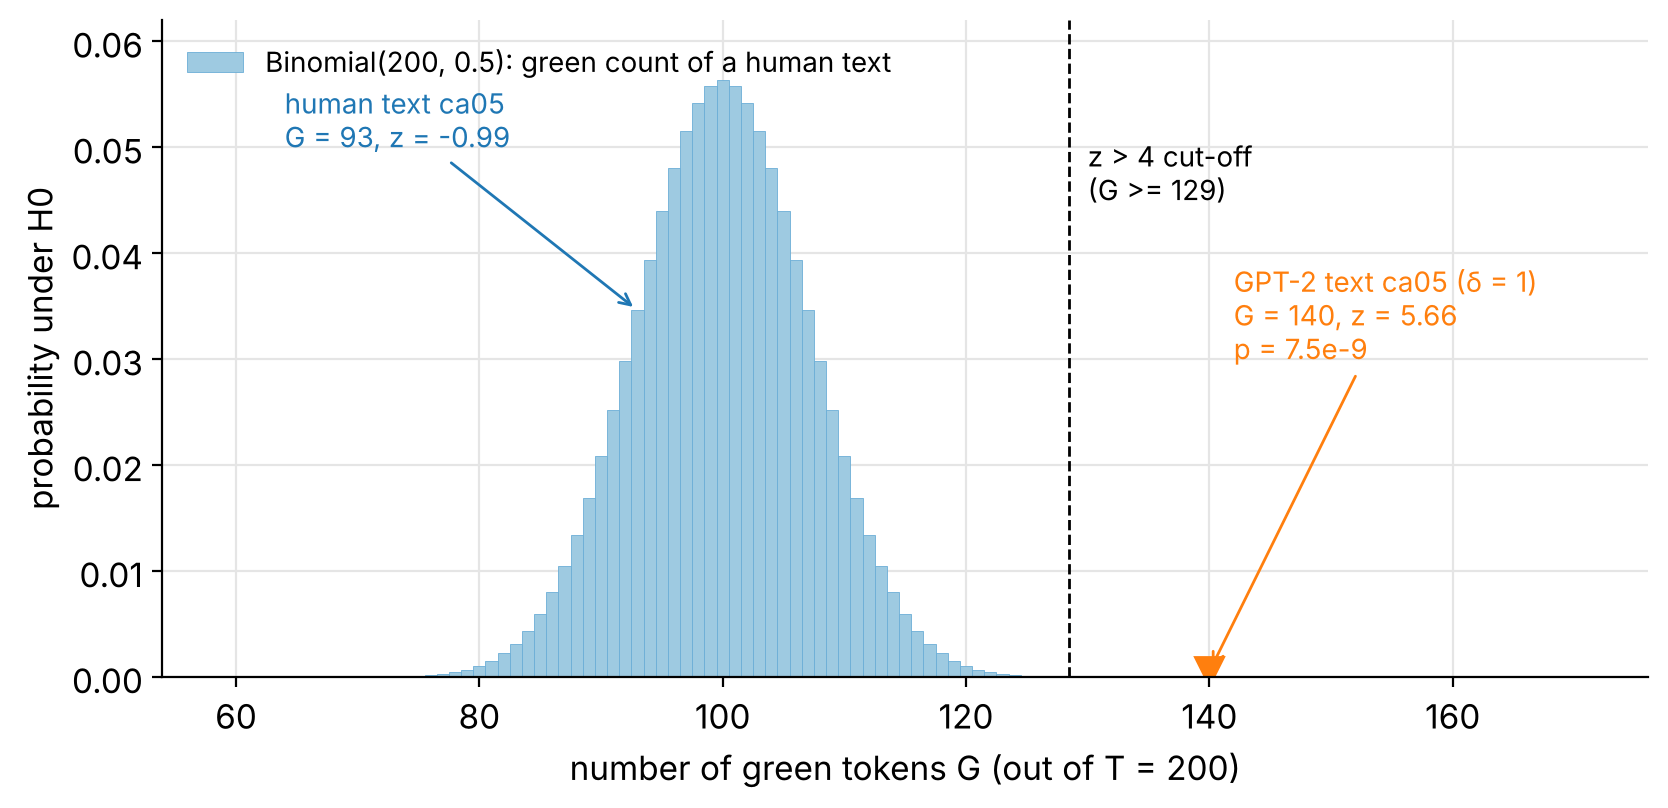 Binomial(200, 0.5): green count of a human text
human text ca05
G = 93, z = -0.99
z > 4 cut-off
(G >= 129)
GPT-2 text ca05 (δ = 1)
G = 140, z = 5.66
p = 7.5e-9
probability under H0
0.06
0.05
0.04
0.03
0.02
0.01
0.00
60 80 100 120 140 160
number of green tokens G (out of T = 200)